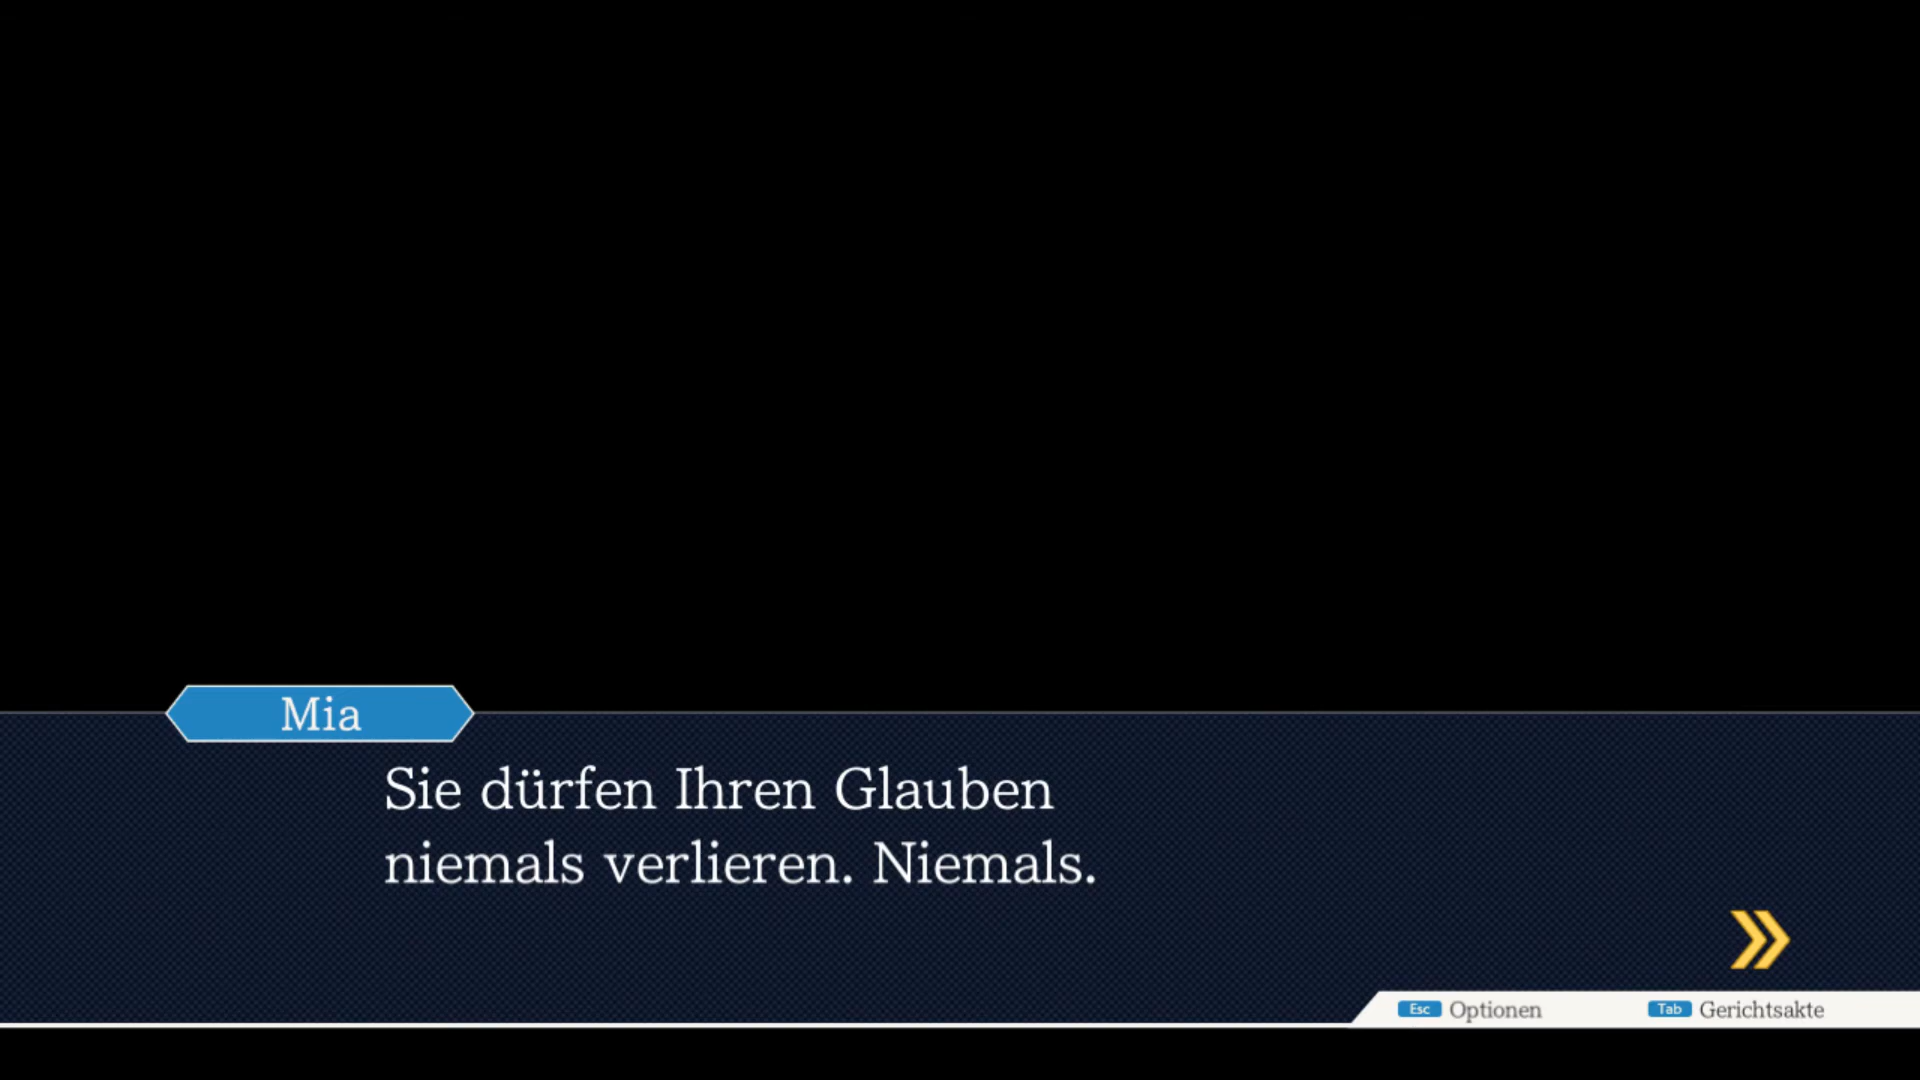 Mia
Sie dürfen Ihren Glauben
niemals verlieren. Niemals.
Esc Optionen Tab Gerichtsakte